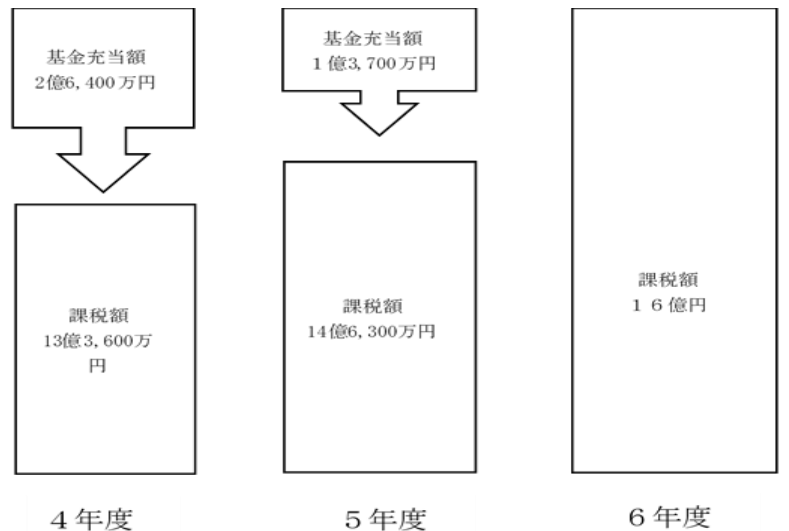 基金充当額
2億6,400万円
基金充当額
1億3,700万円
課税額
13億3,600万
円
課税額
14億6,300万円
課税額
16億円
4年度
5年度
6年度